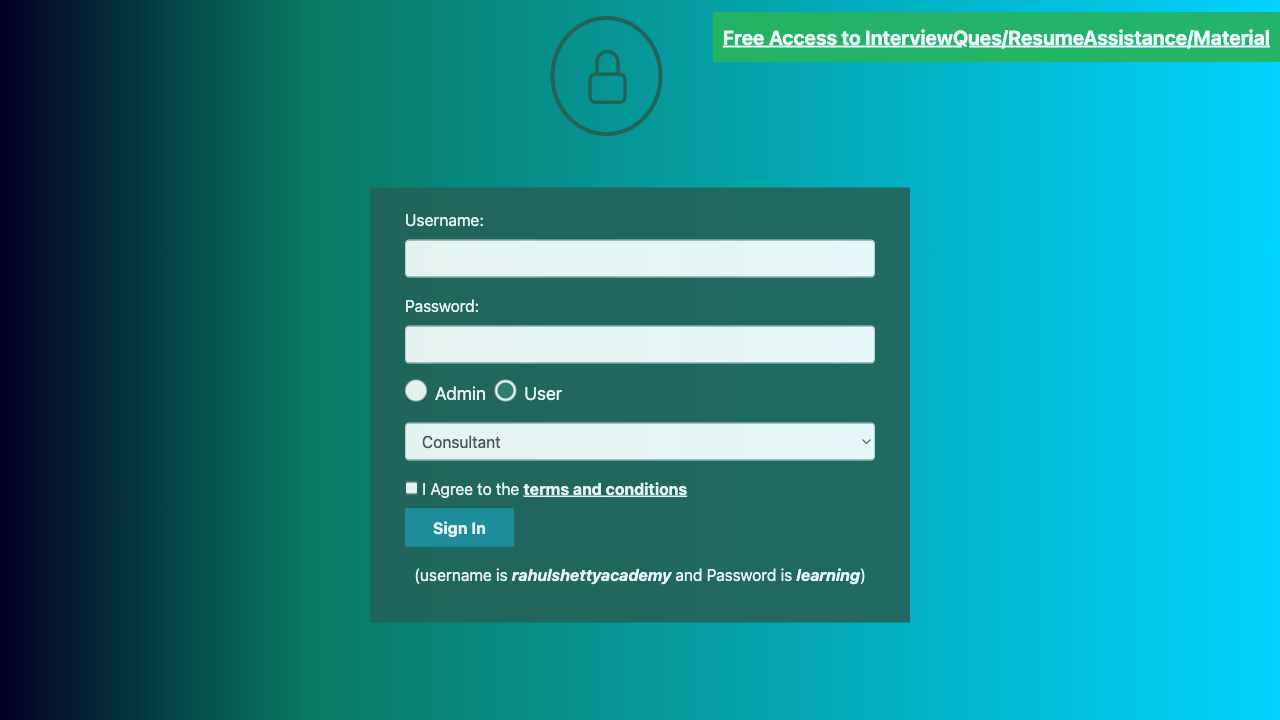 Free Access to InterviewQues/ResumeAssistance/Material
Username:
Password:
Admin User
Consultant
I Agree to the terms and conditions
Sign In
(username is rahulshettyacademy and Password is learning)